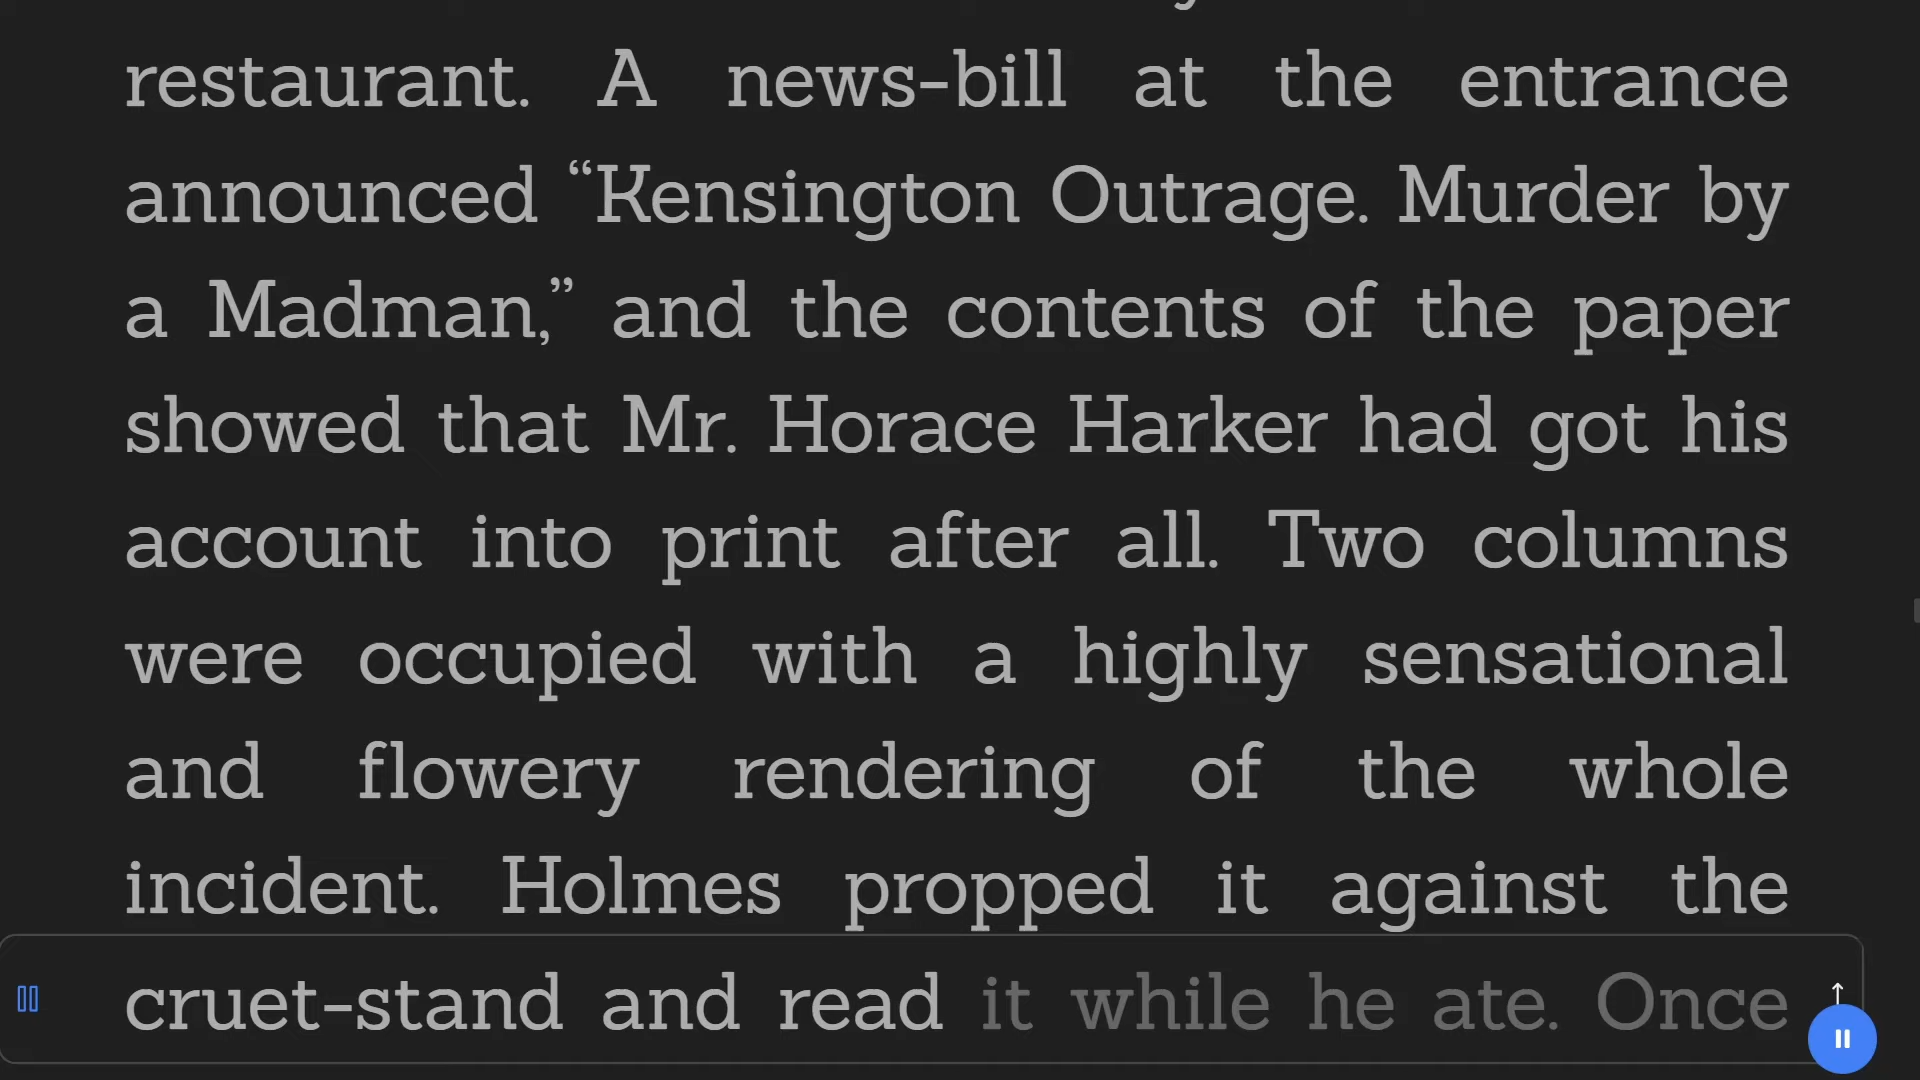 restaurant. A news-bill at the entrance
announced “Kensington Outrage. Murder by
a Madman,” and the contents of the paper
showed that Mr. Horace Harker had got his
account into print after all. Two columns
were occupied with a highly sensational
and flowery rendering of the whole
incident. Holmes propped it against the
cruet-stand and read it while he ate. Once